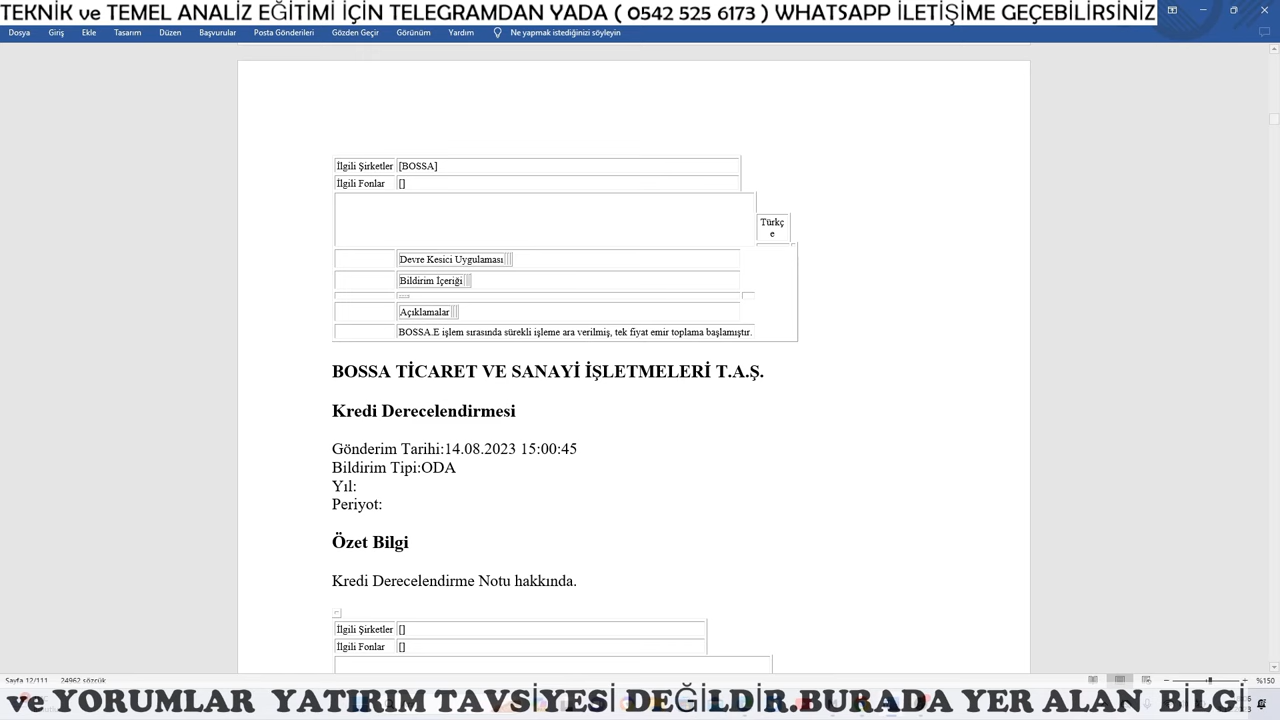 TEKNİK ve TEMEL ANALİZ EĞİTİMİ İÇİN TELEGRAMDAN YADA ( 0542 525 6173 ) WHATSAPP İLETİŞİME GEÇEBİLİRSİNİZ
Dosya Giriş Ekle Tasarım Düzen Başvurular Posta Gönderileri Gözden Geçir Görünüm Yardım Ne yapmak istediğinizi söyleyin
İlgili Şirketler [BOSSA]
İlgili Fonlar []
Türkç
e
Devre Kesici Uygulaması
Bildirim İçeriği
Açıklamalar
BOSSA.E işlem sırasında sürekli işleme ara verilmiş, tek fiyat emir toplama başlamıştır.
BOSSA TİCARET VE SANAYİ İŞLETMELERİ T.A.Ş.
Kredi Derecelendirmesi
Gönderim Tarihi:14.08.2023 15:00:45
Bildirim Tipi:ODA
Yıl:
Periyot:
Özet Bilgi
Kredi Derecelendirme Notu hakkında.
İlgili Şirketler []
İlgili Fonlar []
Sayfa 12/111 24962 sözcük %150
ve YORUMLAR YATIRIM TAVSİYESİ DEĞİLDİR.BURADA YER ALAN BİLGİ